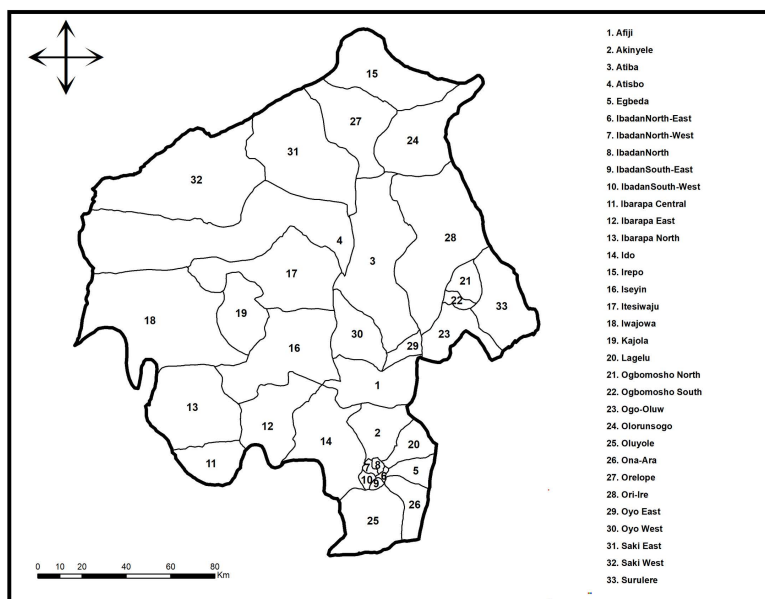 1. Afiji
2. Akinyele
3. Atiba
4. Atisbo
5. Egbeda
6. IbadanNorth-East
7. IbadanNorth-West
8. IbadanNorth
9. IbadanSouth-East
10. IbadanSouth-West
11. Ibarapa Central
12. Ibarapa East
13. Ibarapa North
14. Ido
15. Irepo
16. Iseyin
17. Itesiwaju
18. Iwajowa
19. Kajola
20. Lagelu
21. Ogbomosho North
22. Ogbomosho South
23. Ogo-Oluw
24. Olorunsogo
25. Oluyole
26. Ona-Ara
27. Orelope
28. Ori-Ire
29. Oyo East
30. Oyo West
31. Saki East
32. Saki West
33. Surulere
15
27
24
31
32
4
3
28
17
21
22
33
19
18
30
29
23
16
1
13
12
14
2
20
11
7
8
5
6
10
9
26
25
0 10 20 40 60 80
Km